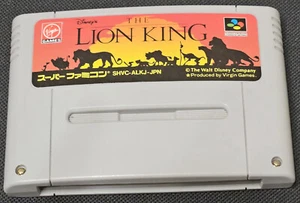 Disney's
THE
LION KING
Virgin
GAMES
スーパーファミコン SHVC-ALKJ-JPN
© The Walt Disney Company
Produced by Virgin Games.